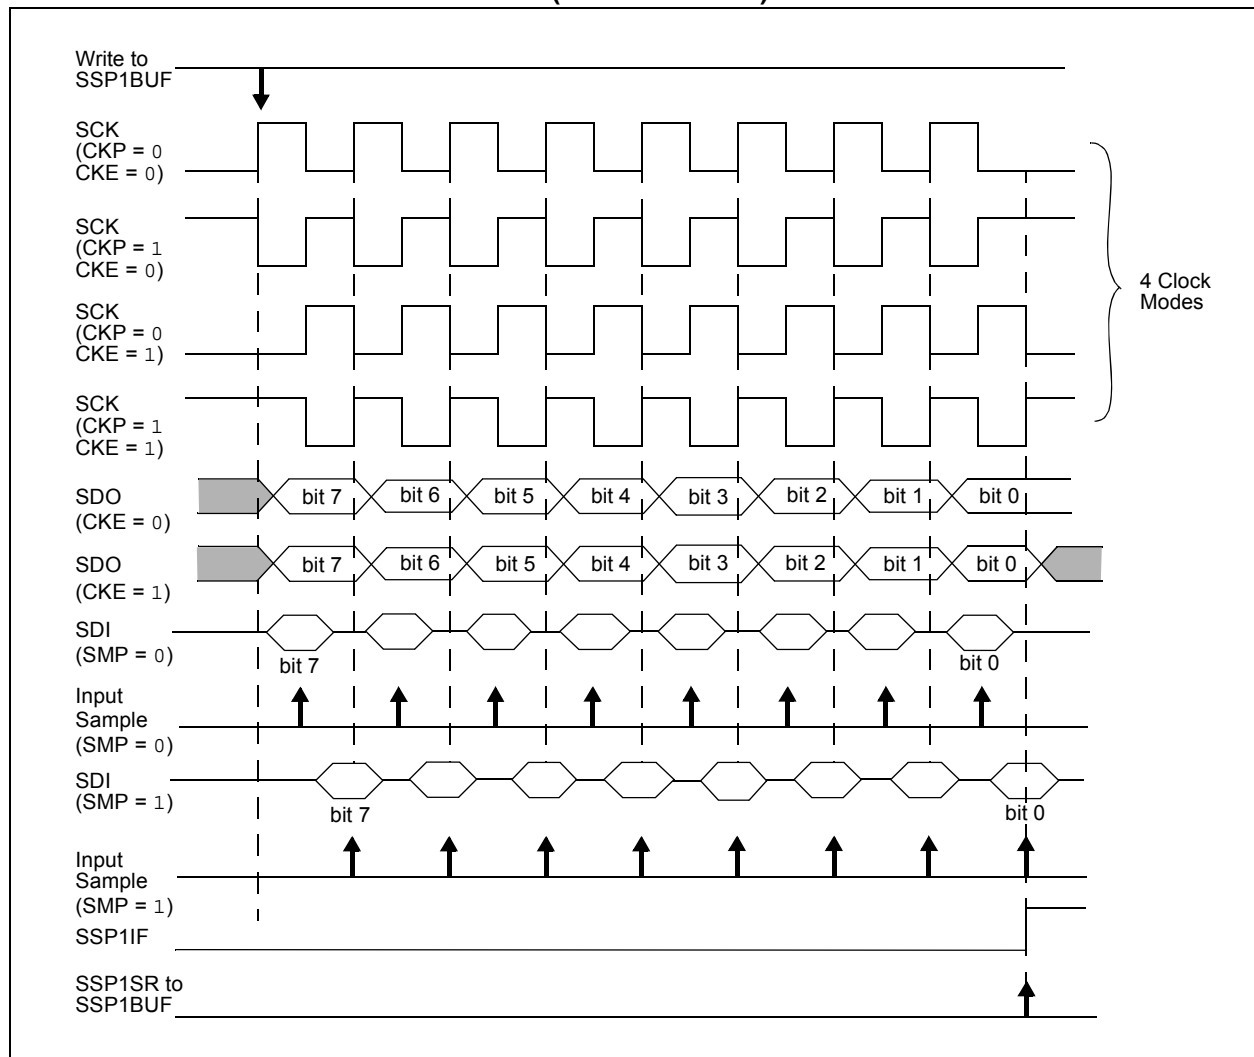 Write to
SSP1BUF
SCK
(CKP = 0
CKE = 0)
SCK
(CKP = 1
CKE = 0)
4 Clock
Modes
SCK
(CKP = 0
CKE = 1)
SCK
(CKP = 1
CKE = 1)
SDO
(CKE = 0)
bit 7 bit 6 bit 5 bit 4 bit 3 bit 2 bit 1 bit 0
SDO
(CKE = 1)
bit 7 bit 6 bit 5 bit 4 bit 3 bit 2 bit 1 bit 0
SDI
(SMP = 0)
bit 7 bit 0
Input
Sample
(SMP = 0)
SDI
(SMP = 1)
bit 7 bit 0
Input
Sample
(SMP = 1)
SSP1IF
SSP1SR to
SSP1BUF